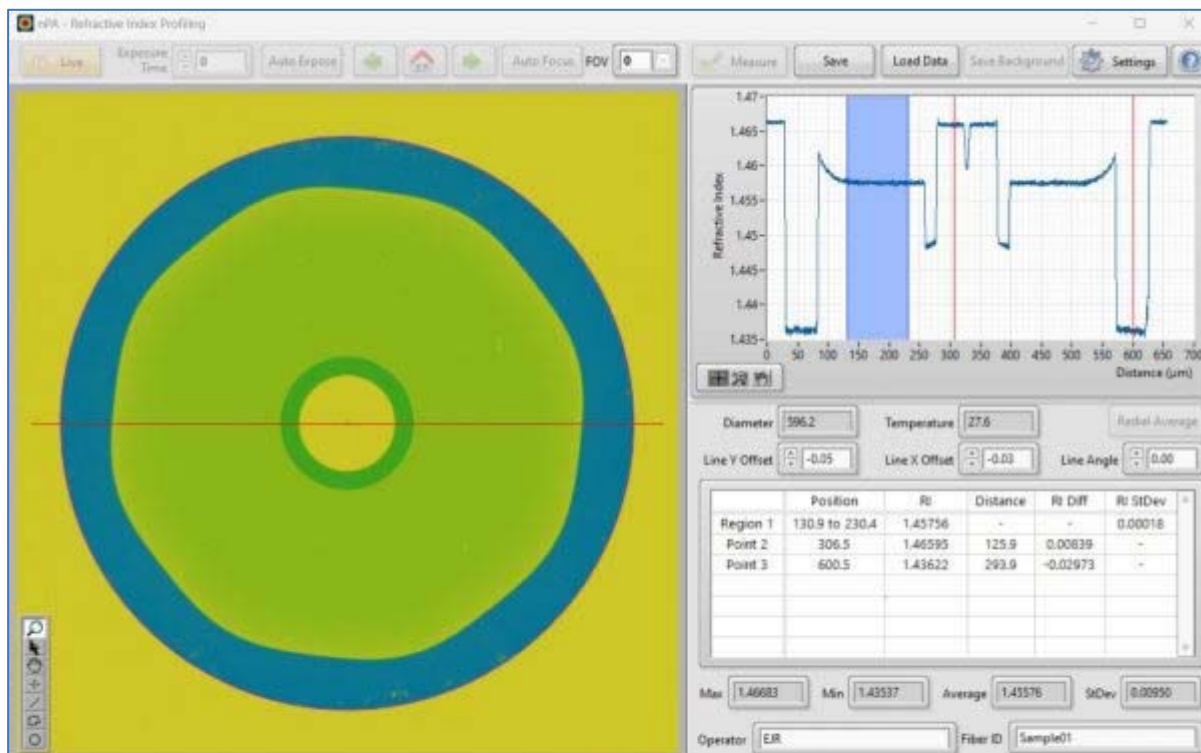 nPA - Refractive Index Profiling
Live
Exposure Time
0
Auto Expose
Auto Focus
FOV
0
Measure
Save
Load Data
Save Background
Settings
1.47
1.465
1.46
1.455
1.45
1.445
1.44
1.435
Refractive Index
0 50 100 150 200 250 300 350 400 450 500 550 600 650 700
Distance (µm)
Diameter 596.2 Temperature 27.6 Radial Average
Line Y Offset -0.05 Line X Offset -0.03 Line Angle 0.00
Position RI Distance RI Diff RI StDev
Region 1 130.9 to 230.4 1.45756 - - 0.00018
Point 2 306.5 1.46595 125.9 0.00839 -
Point 3 600.5 1.43622 293.9 -0.02973 -
Max 1.46683 Min 1.43537 Average 1.45576 StDev 0.00950
Operator EJR Fiber ID Sample01